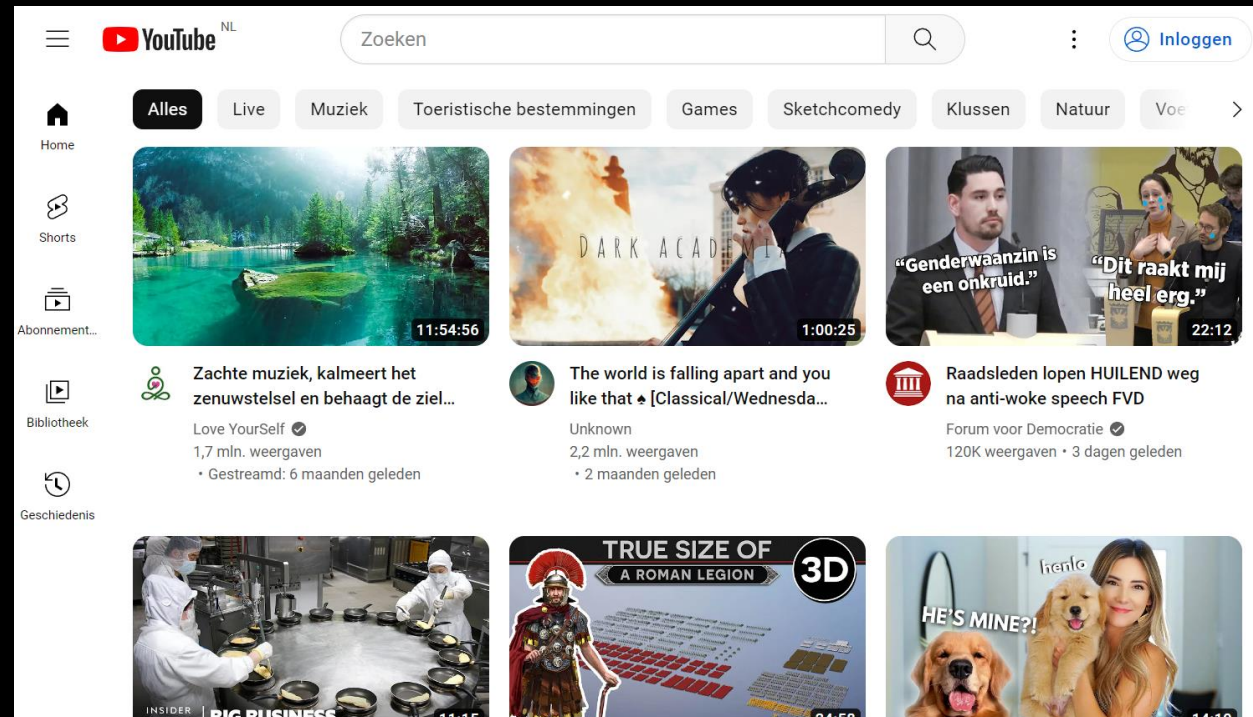 YouTube NL
Zoeken
Inloggen
Alles Live Muziek Toeristische bestemmingen Games Sketchcomedy Klussen Natuur
Home
Shorts
Abonnement...
Bibliotheek
Geschiedenis
11:54:56
Zachte muziek, kalmeert het
zenuwstelsel en behaagt de ziel...
Love YourSelf
1,7 mln. weergaven
• Gestreamd: 6 maanden geleden
DARK ACADEMIA
1:00:25
The world is falling apart and you
like that ♠ [Classical/Wednesda...
Unknown
2,2 mln. weergaven
• 2 maanden geleden
“Genderwaanzin is
een onkruid.”
“Dit raakt mij
heel erg.”
22:12
Raadsleden lopen HUILEND weg
na anti-woke speech FVD
Forum voor Democratie
120K weergaven • 3 dagen geleden
INSIDER BIG BUSINESS
11:15
TRUE SIZE OF
A ROMAN LEGION
3D
henlo
HE'S MINE?!